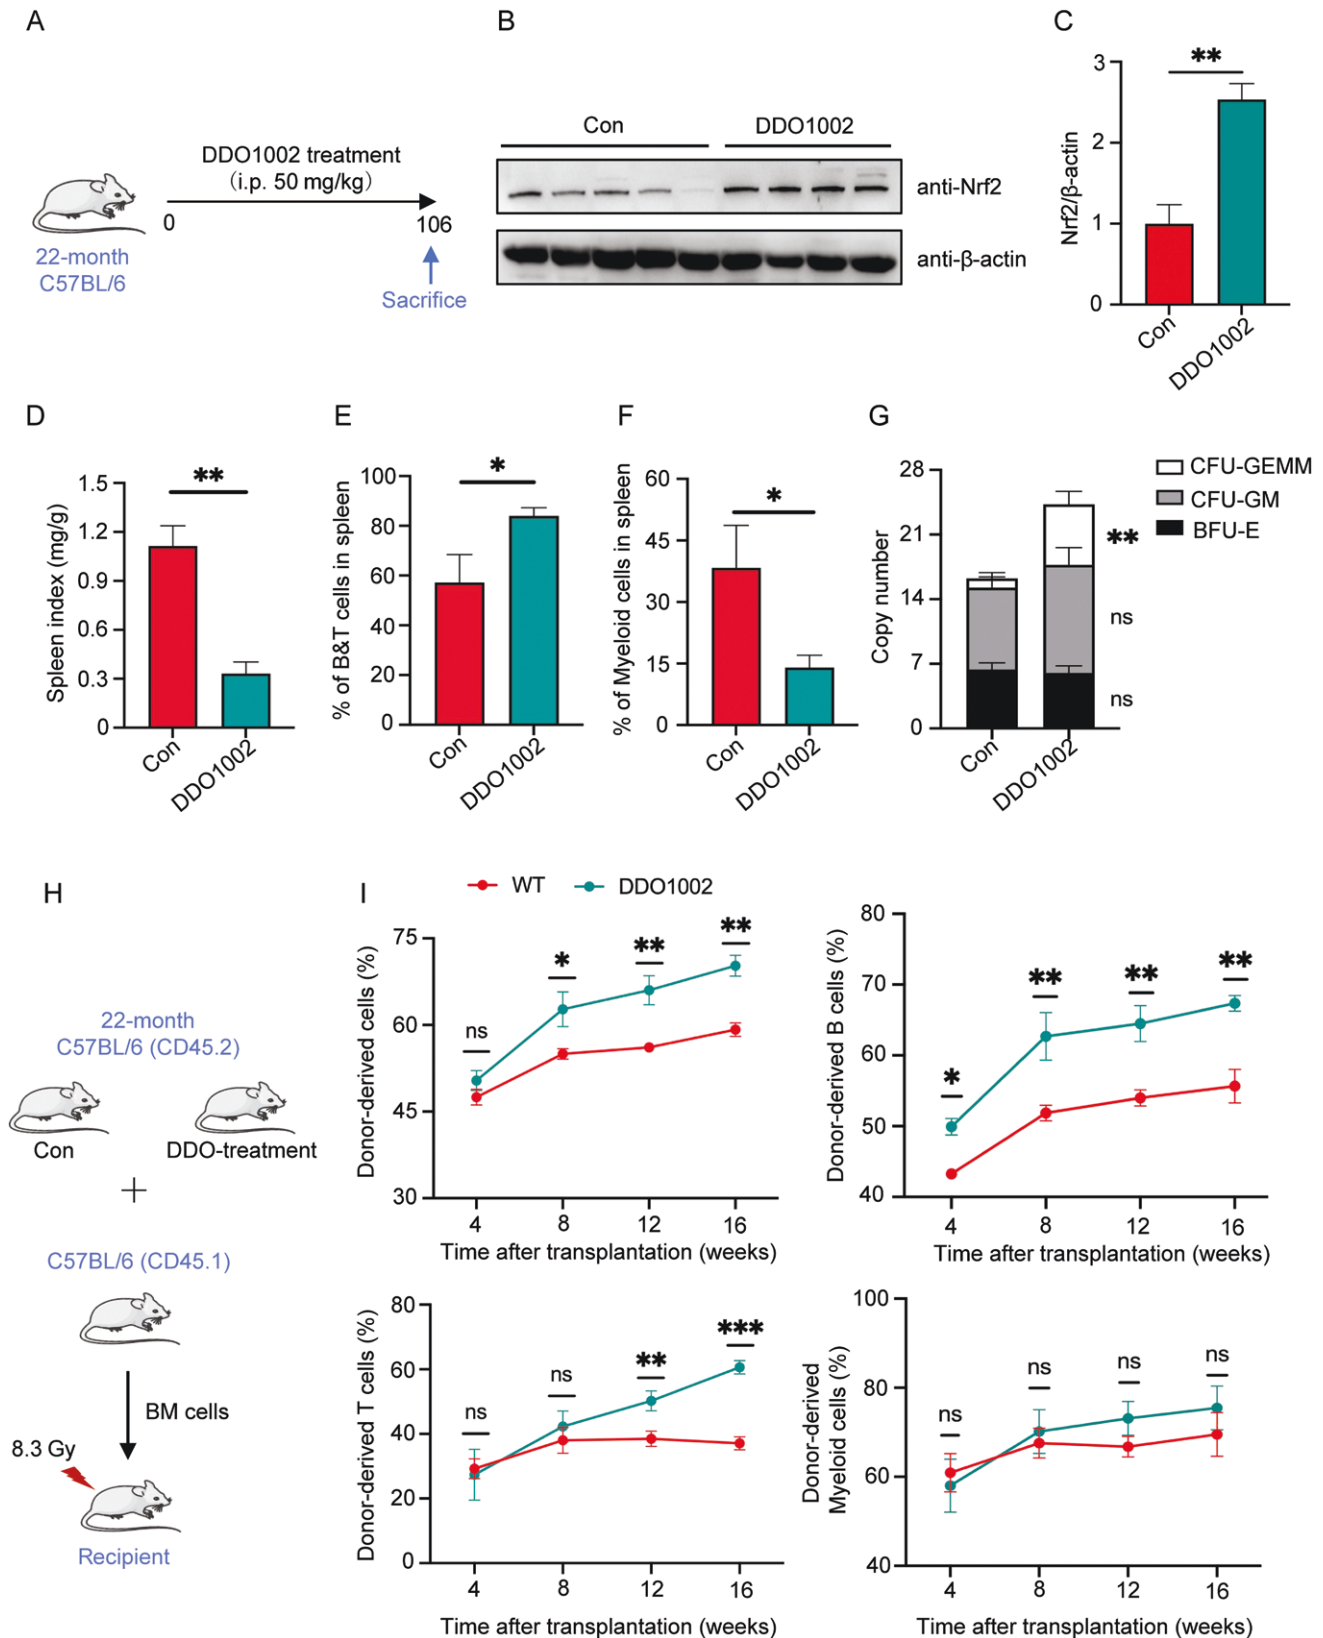 A
DDO1002 treatment
(i.p. 50 mg/kg)
0
106
22-month
C57BL/6
Sacrifice
B
Con
DDO1002
anti-Nrf2
anti-β-actin
C
Nrf2/β-actin
3
2
1
0
**
Con
DDO1002
D
Spleen index (mg/g)
1.5
1.2
0.9
0.6
0.3
0
**
Con
DDO1002
E
% of B&T cells in spleen
100
80
60
40
20
0
*
Con
DDO1002
F
% of Myeloid cells in spleen
60
45
30
15
0
*
Con
DDO1002
G
Copy number
28
21
14
7
0
CFU-GEMM
CFU-GM
BFU-E
**
ns
ns
Con
DDO1002
H
22-month
C57BL/6 (CD45.2)
Con
DDO-treatment
+
C57BL/6 (CD45.1)
BM cells
8.3 Gy
Recipient
I
WT
DDO1002
Donor-derived cells (%)
75
60
45
30
ns
*
**
**
4
8
12
16
Time after transplantation (weeks)
Donor-derived B cells (%)
80
70
60
50
40
*
**
**
**
4
8
12
16
Time after transplantation (weeks)
Donor-derived T cells (%)
80
60
40
20
0
ns
ns
**
***
4
8
12
16
Time after transplantation (weeks)
Donor-derived
Myeloid cells (%)
100
80
60
40
ns
ns
ns
ns
4
8
12
16
Time after transplantation (weeks)